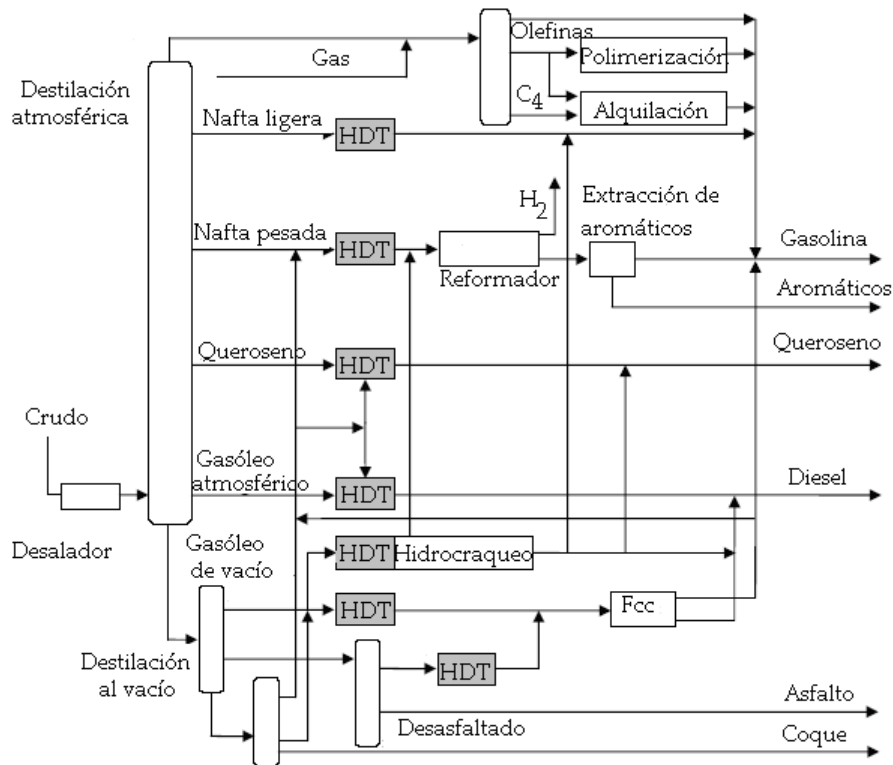 Olefinas
Gas
Polimerización
Destilación
atmosférica
C4
Alquilación
Nafta ligera
HDT
H2
Extracción de
aromáticos
Nafta pesada
HDT
Reformador
Gasolina
Aromáticos
Queroseno
HDT
Queroseno
Crudo
Gasóleo
atmosférico
HDT
Diesel
Desalador
Gasóleo
de vacío
HDT
Hidrocraqueo
HDT
Fcc
Destilación
al vacío
HDT
Desasfaltado
Asfalto
Coque